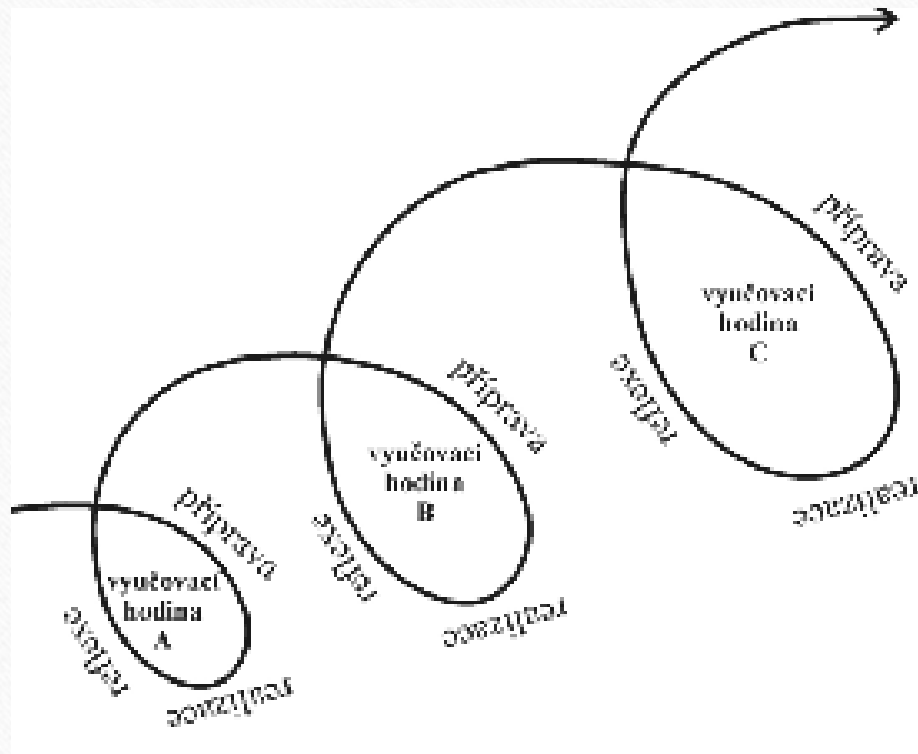 příprava
vyučovací
hodina
C
reflexe
realizace
příprava
vyučovací
hodina
B
reflexe
realizace
příprava
vyučovací
hodina
A
reflexe
realizace